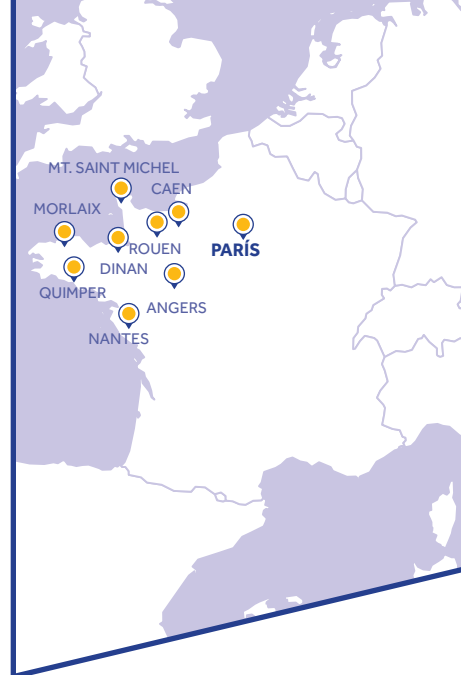 MT. SAINT MICHEL
CAEN
MORLAIX
ROUEN
PARÍS
DINAN
QUIMPER
ANGERS
NANTES